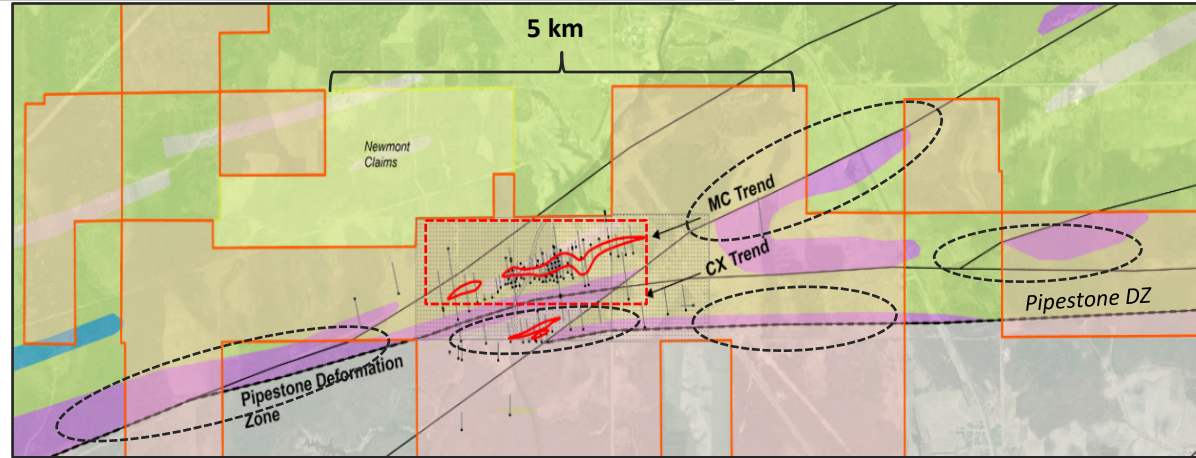 5 km
Newmont
Claims
MC Trend
CX Trend
Pipestone DZ
Pipestone Deformation
Zone